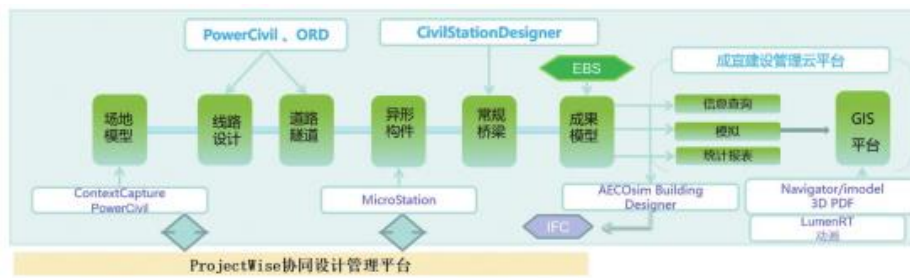 PowerCivil 、ORD
CivilStationDesigner
EBS
成宜建设管理云平台
场地
模型
线路
设计
道路
隧道
异形
构件
常规
桥梁
成果
模型
信息查询
模拟
统计报表
GIS
平台
ContextCapture
PowerCivil
MicroStation
AECOsim Building
Designer
IFC
Navigator/imodel
3D PDF
LumenRT
动画
ProjectWise协同设计管理平台